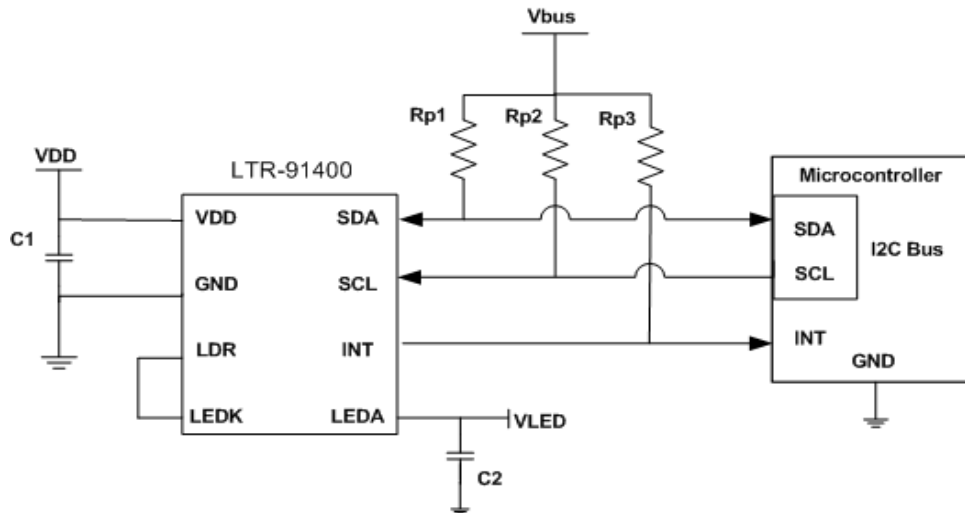 Vbus
Rp1
Rp2
Rp3
VDD
LTR-91400
Microcontroller
C1
VDD
SDA
SDA
I2C Bus
GND
SCL
SCL
LDR
INT
INT
GND
LEDK
LEDA
VLED
C2